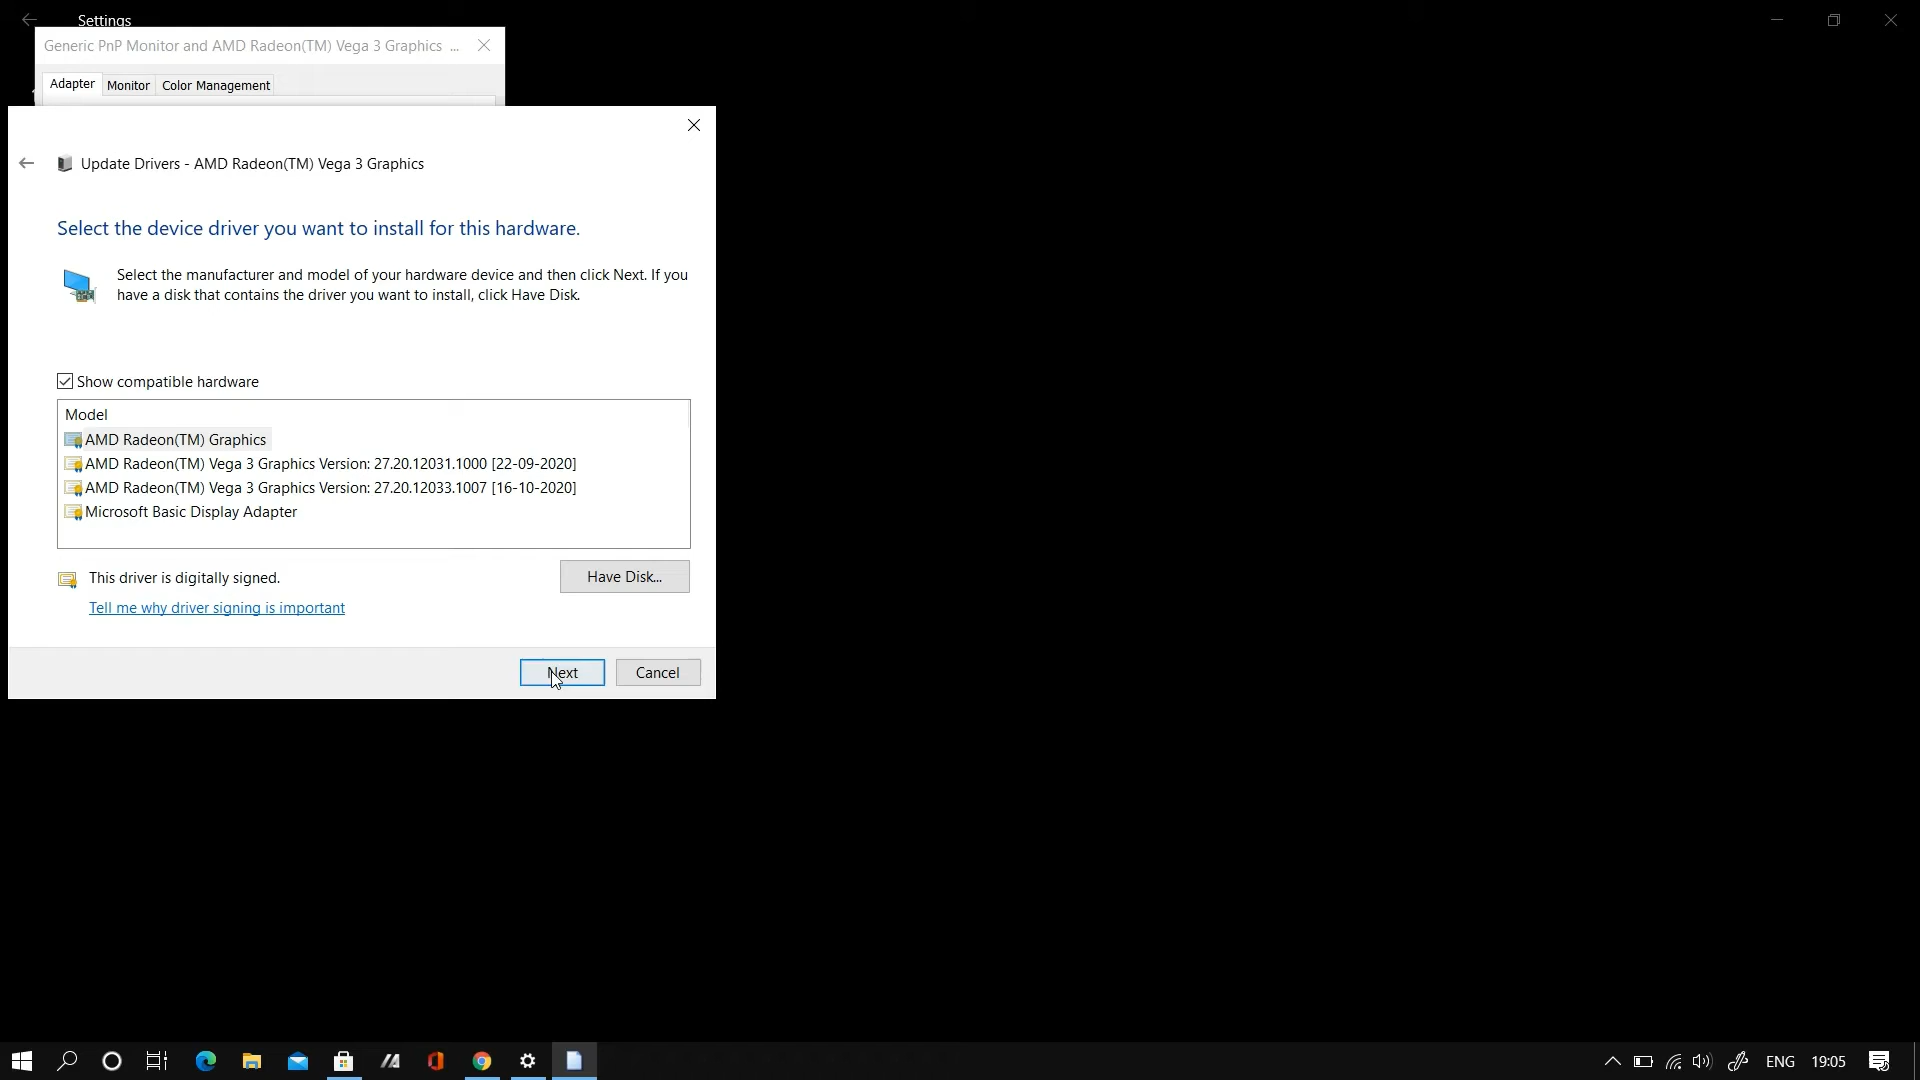 Settings
Generic PnP Monitor and AMD Radeon(TM) Vega 3 Graphics ...
Adapter Monitor Color Management
Update Drivers - AMD Radeon(TM) Vega 3 Graphics
Select the device driver you want to install for this hardware.
Select the manufacturer and model of your hardware device and then click Next. If you
have a disk that contains the driver you want to install, click Have Disk.
Show compatible hardware
Model
AMD Radeon(TM) Graphics
AMD Radeon(TM) Vega 3 Graphics Version: 27.20.12031.1000 [22-09-2020]
AMD Radeon(TM) Vega 3 Graphics Version: 27.20.12033.1007 [16-10-2020]
Microsoft Basic Display Adapter
This driver is digitally signed.
Have Disk...
Tell me why driver signing is important
Next Cancel
ENG 19:05